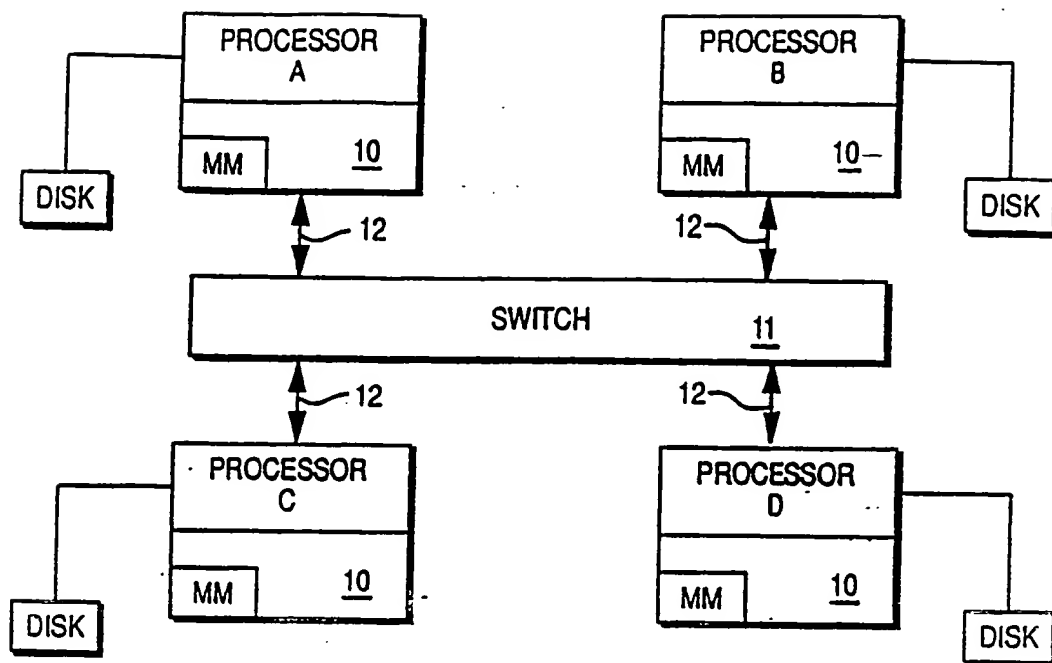 PROCESSOR
A
MM
10
DISK
PROCESSOR
B
MM
10
DISK
12
12
SWITCH
11
12
12
PROCESSOR
C
MM
10
DISK
PROCESSOR
D
MM
10
DISK